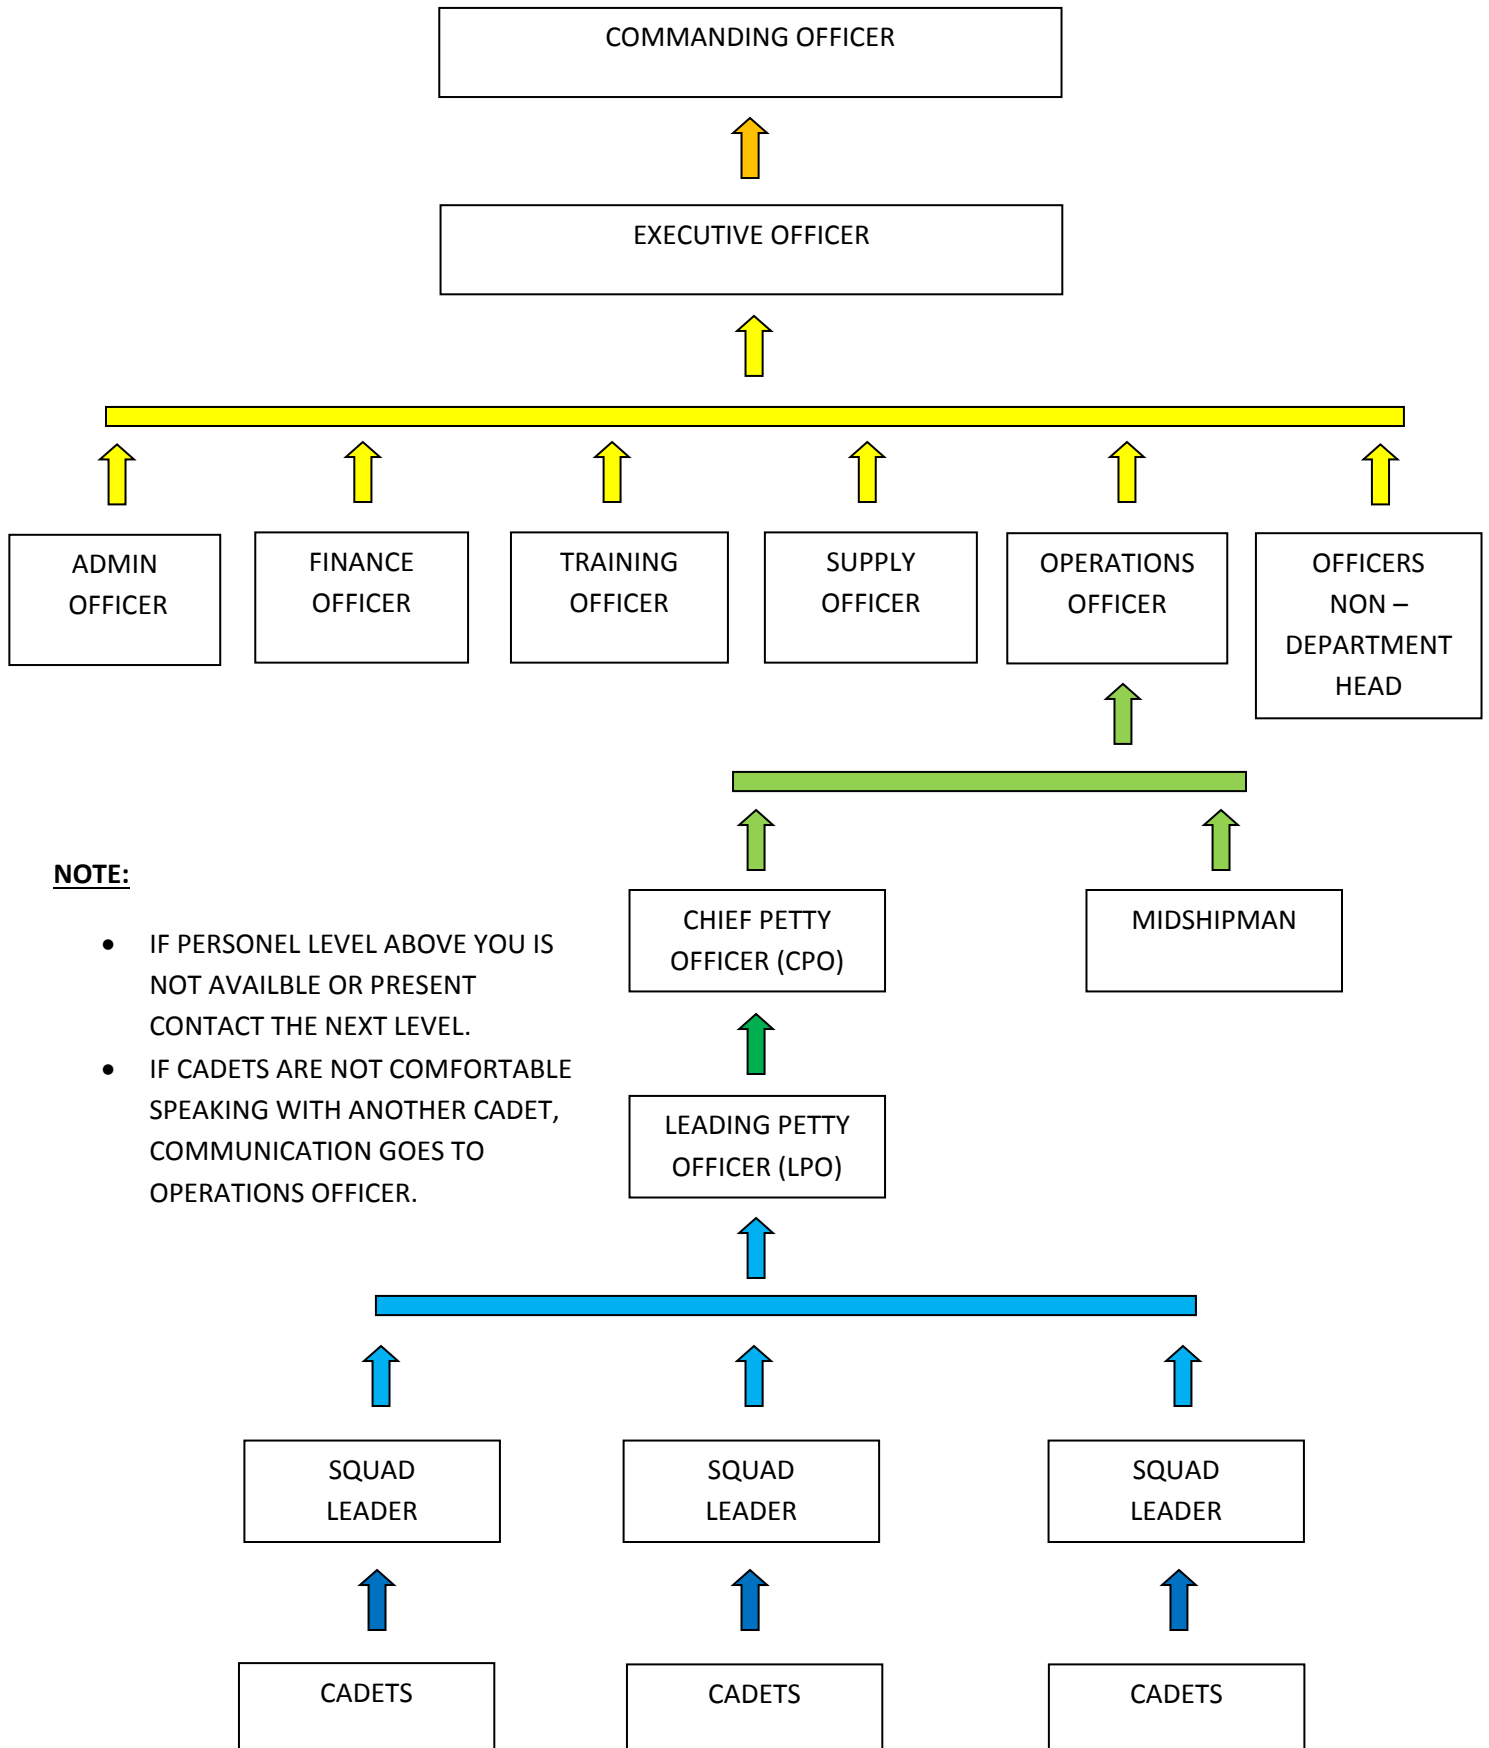 COMMANDING OFFICER
EXECUTIVE OFFICER
ADMIN
OFFICER
FINANCE
OFFICER
TRAINING
OFFICER
SUPPLY
OFFICER
OPERATIONS
OFFICER
OFFICERS
NON –
DEPARTMENT
HEAD
NOTE:
• IF PERSONEL LEVEL ABOVE YOU IS
NOT AVAILBLE OR PRESENT
CONTACT THE NEXT LEVEL.
• IF CADETS ARE NOT COMFORTABLE
SPEAKING WITH ANOTHER CADET,
COMMUNICATION GOES TO
OPERATIONS OFFICER.
CHIEF PETTY
OFFICER (CPO)
MIDSHIPMAN
LEADING PETTY
OFFICER (LPO)
SQUAD
LEADER
SQUAD
LEADER
SQUAD
LEADER
CADETS
CADETS
CADETS